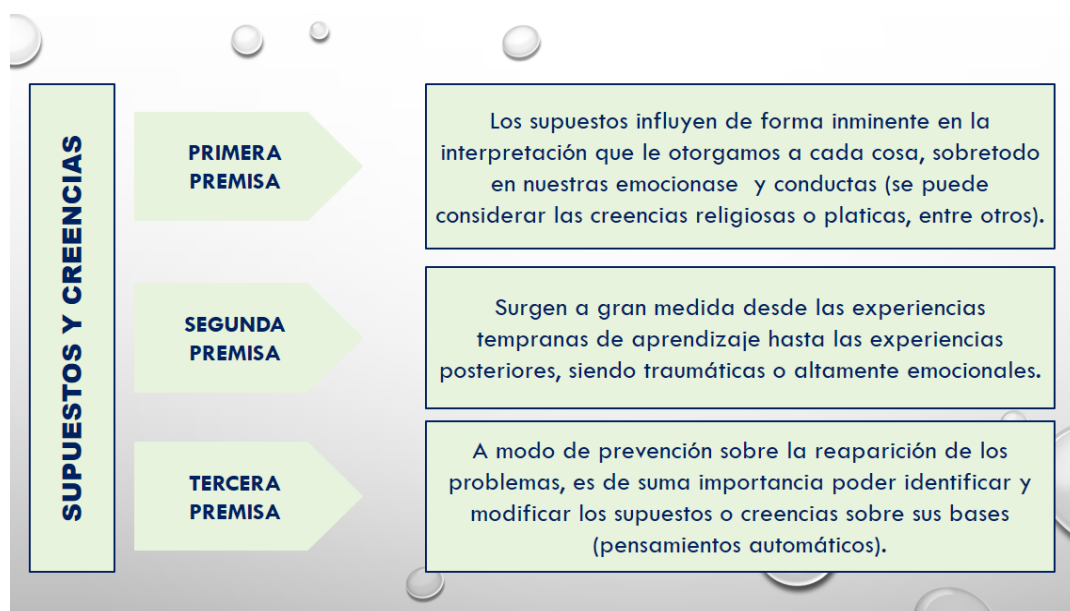 SUPUESTOS Y CREENCIAS
PRIMERA
PREMISA
Los supuestos influyen de forma inminente en la
interpretación que le otorgamos a cada cosa, sobretodo
en nuestras emocionase y conductas (se puede
considerar las creencias religiosas o platicas, entre otros).
SEGUNDA
PREMISA
Surgen a gran medida desde las experiencias
tempranas de aprendizaje hasta las experiencias
posteriores, siendo traumáticas o altamente emocionales.
TERCERA
PREMISA
A modo de prevención sobre la reaparición de los
problemas, es de suma importancia poder identificar y
modificar los supuestos o creencias sobre sus bases
(pensamientos automáticos).